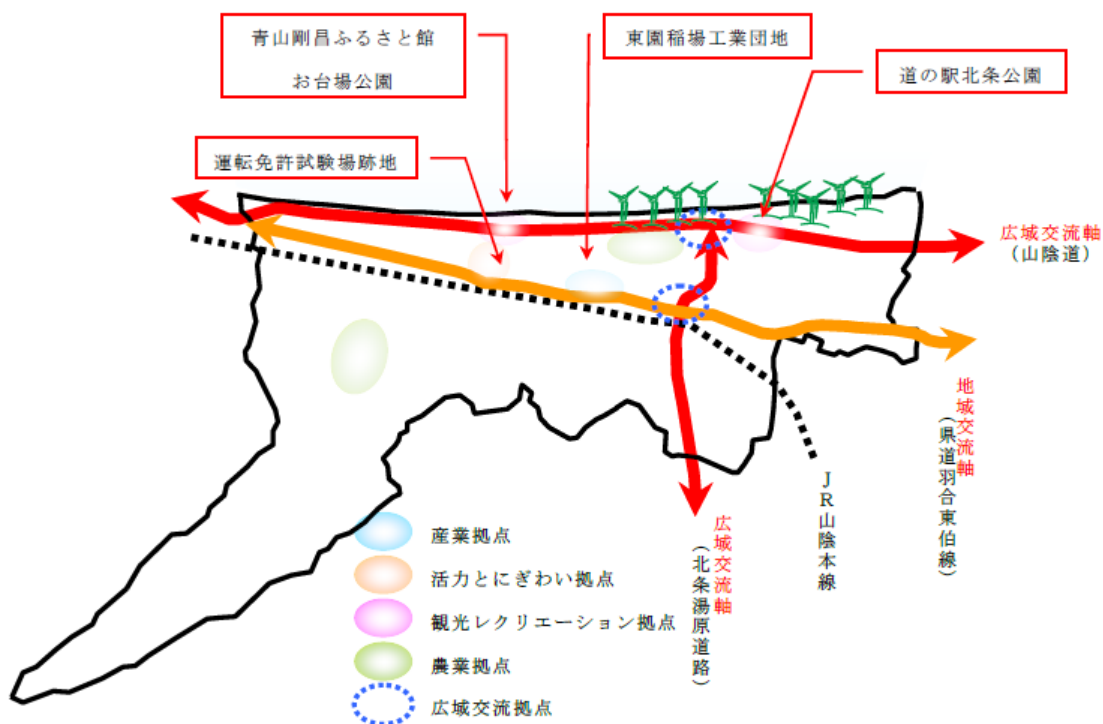 青山剛昌ふるさと館
お台場公園
東園稲場工業団地
道の駅北条公園
運転免許試験場跡地
広域交流軸
（山陰道）
地域交流軸
（県道羽合東伯線）
JR山陰本線
広域交流軸
（北条湯原道路）
産業拠点
活力とにぎわい拠点
観光レクリエーション拠点
農業拠点
広域交流拠点